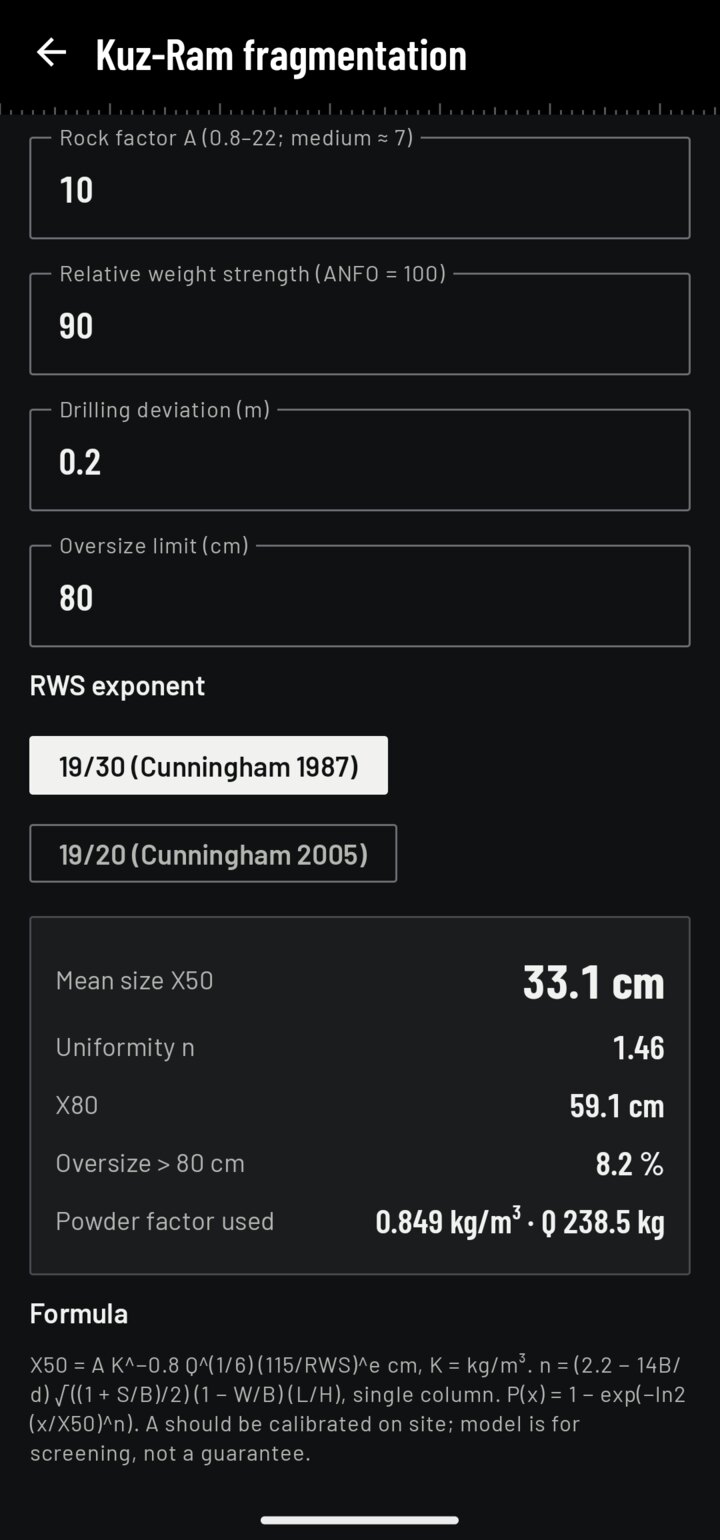 Kuz-Ram fragmentation
Rock factor A (0.8–22; medium ≈ 7)
10
Relative weight strength (ANFO = 100)
90
Drilling deviation (m)
0.2
Oversize limit (cm)
80
RWS exponent
19/30 (Cunningham 1987)
19/20 (Cunningham 2005)
Mean size X50 33.1 cm
Uniformity n 1.46
X80 59.1 cm
Oversize > 80 cm 8.2 %
Powder factor used 0.849 kg/m³ · Q 238.5 kg
Formula
X50 = A K^−0.8 Q^(1/6) (115/RWS)^e cm, K = kg/m³. n = (2.2 − 14B/
d) √((1 + S/B)/2) (1 − W/B) (L/H), single column. P(x) = 1 − exp(−ln2
(x/X50)^n). A should be calibrated on site; model is for
screening, not a guarantee.